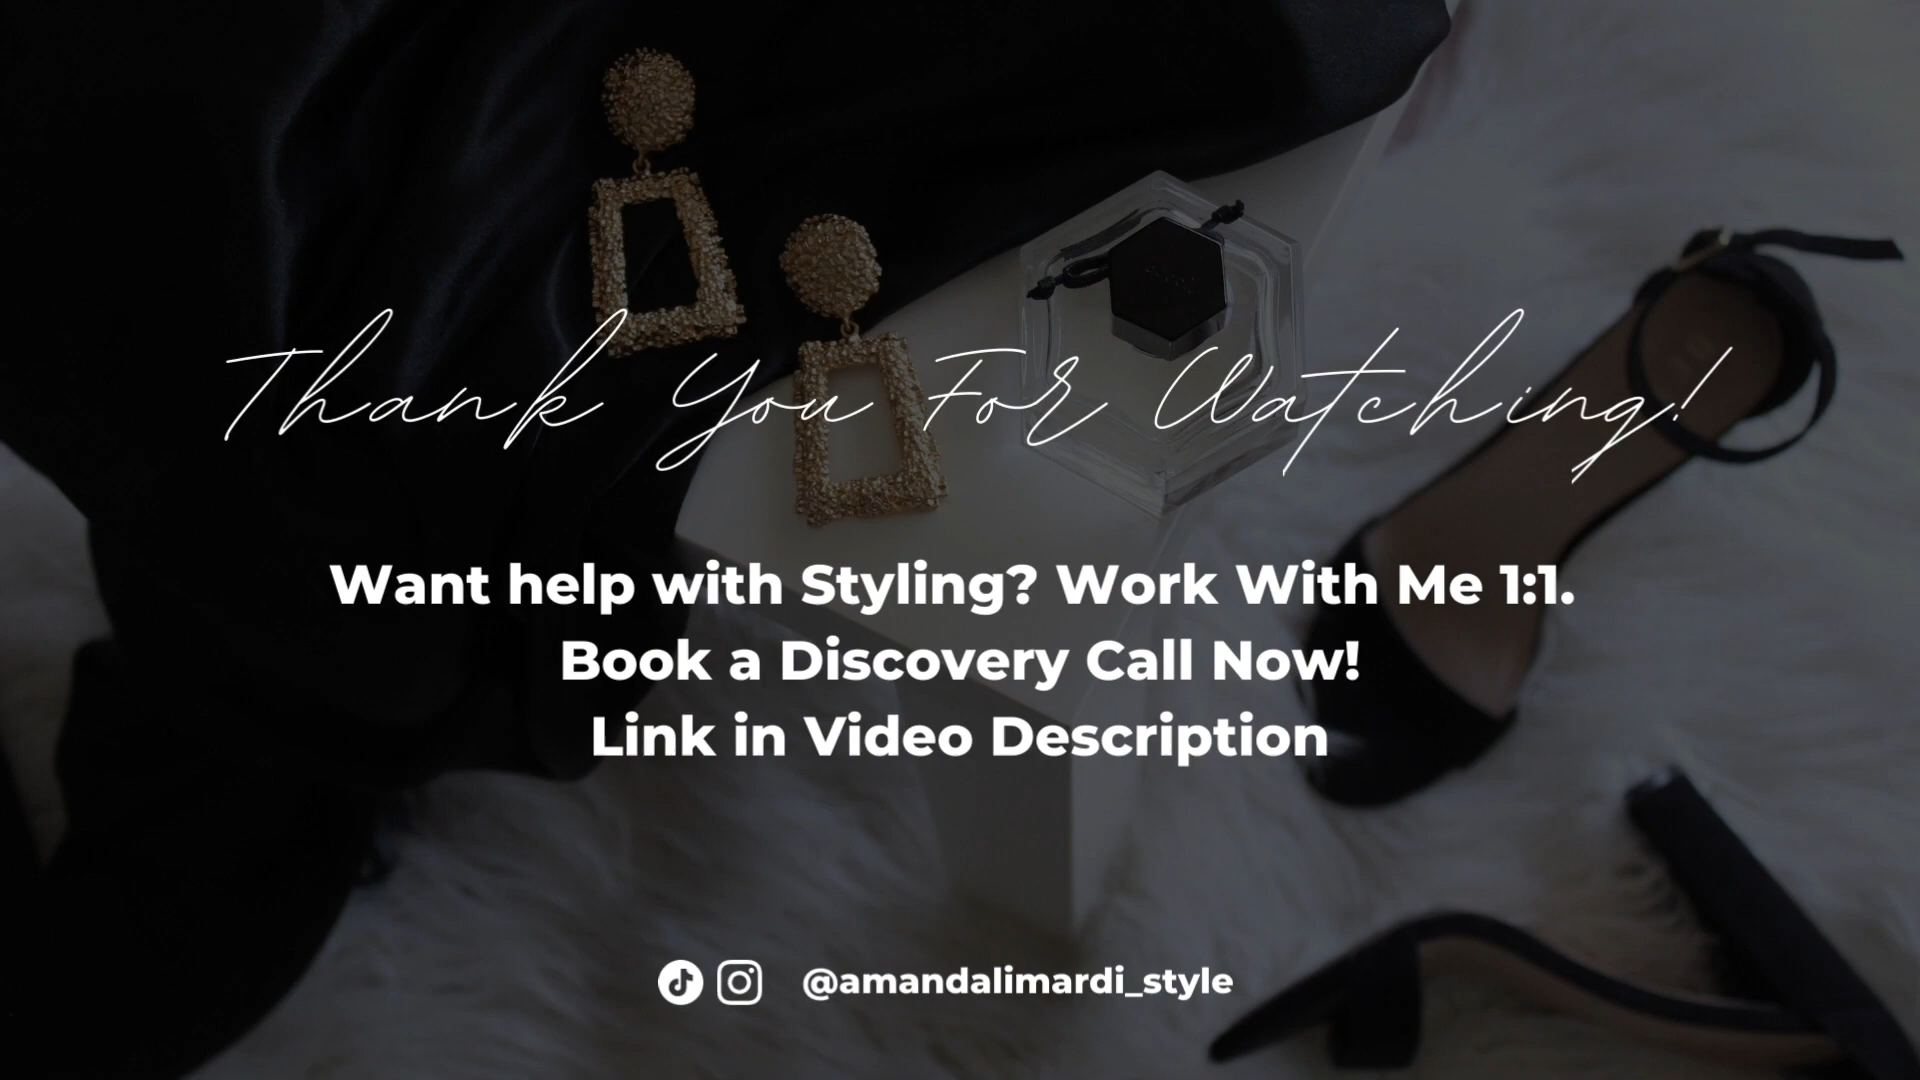 Thank You For Watching!
Want help with Styling? Work With Me 1:1.
Book a Discovery Call Now!
Link in Video Description
@amandalimardi_style